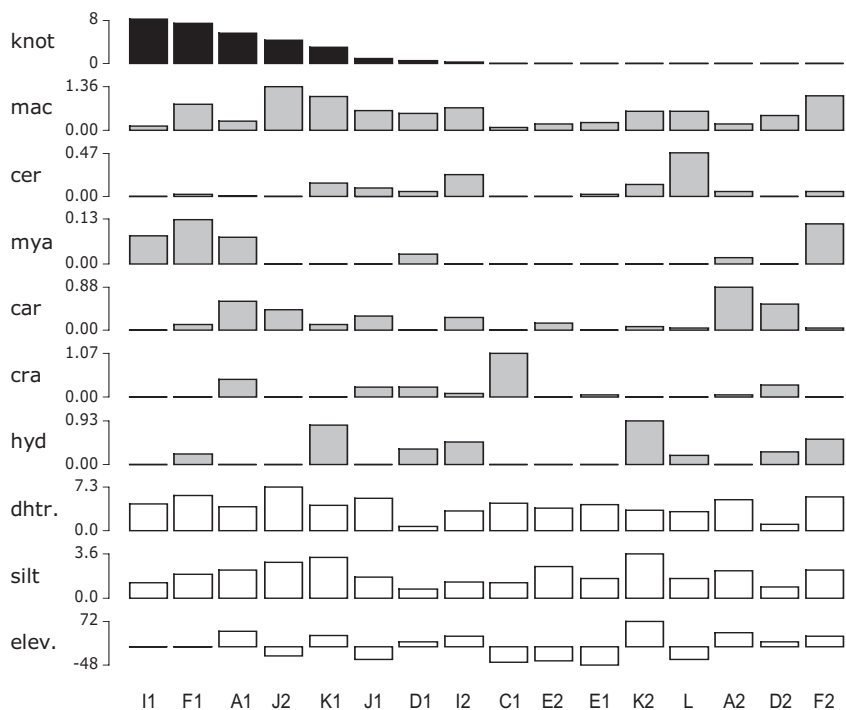 8
knot
0
1.36
mac
0.00
0.47
cer
0.00
0.13
mya
0.00
0.88
car
0.00
1.07
cra
0.00
0.93
hyd
0.00
7.3
dhtr.
0.0
3.6
silt
0.0
72
elev.
-48
I1 F1 A1 J2 K1 J1 D1 I2 C1 E2 E1 K2 L A2 D2 F2